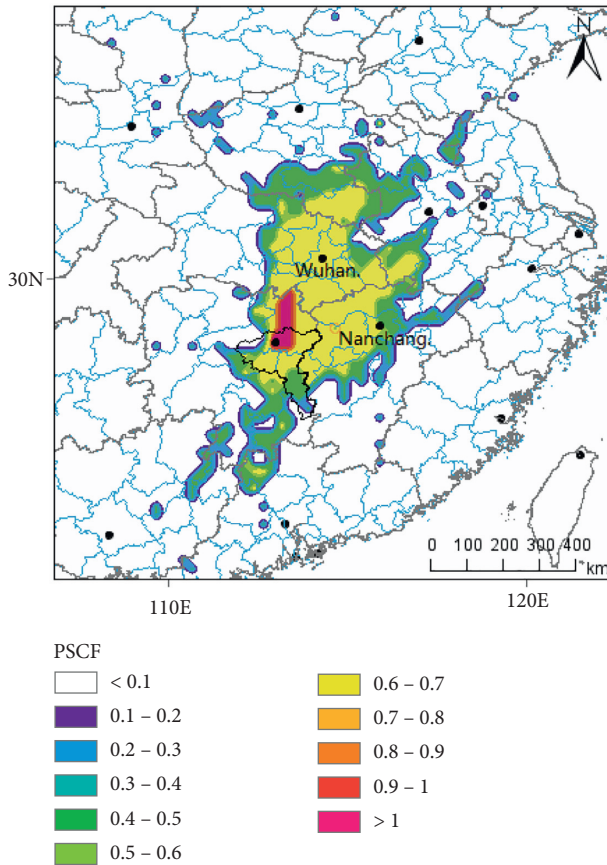 N
30N
Wuhan.
Nanchang.
0 100 200 300 400
km
110E
120E
PSCF
< 0.1
0.1 – 0.2
0.2 – 0.3
0.3 – 0.4
0.4 – 0.5
0.5 – 0.6
0.6 – 0.7
0.7 – 0.8
0.8 – 0.9
0.9 – 1
> 1